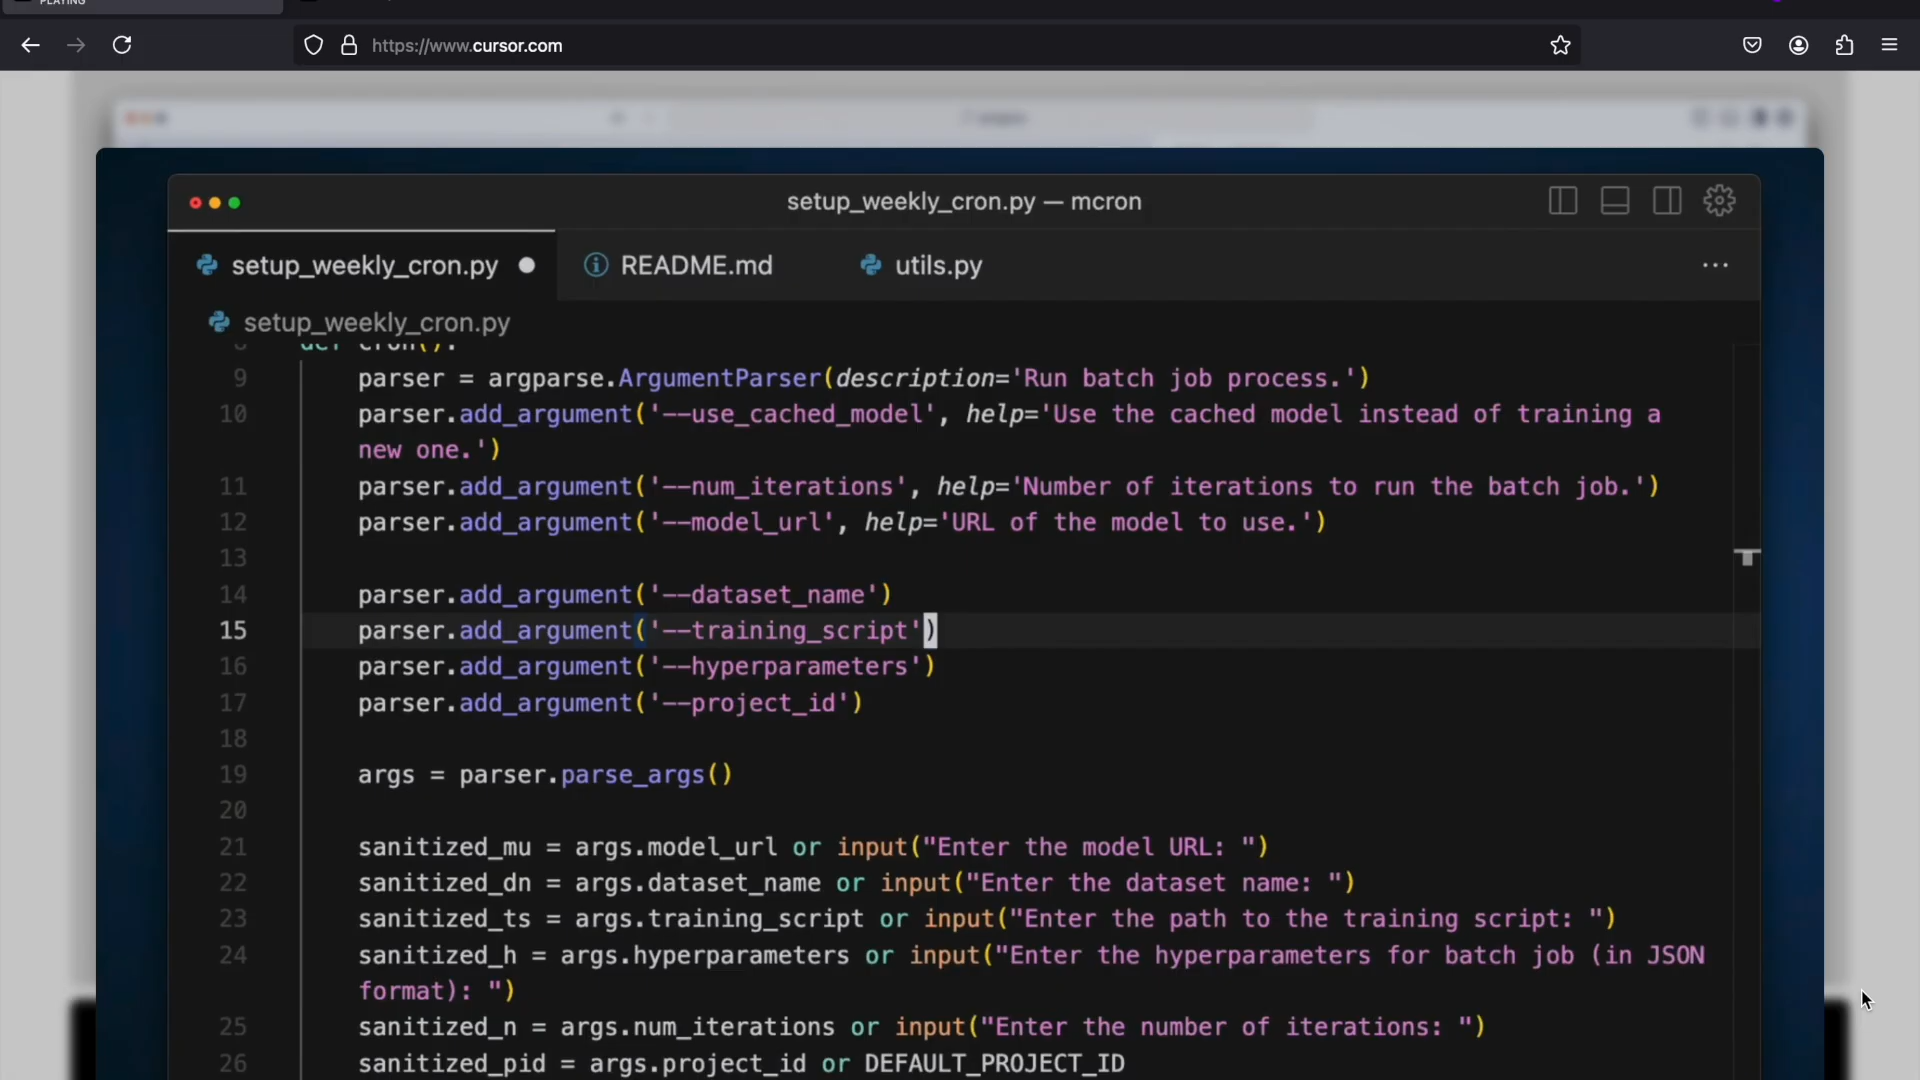 PLAYING
https://www.cursor.com
setup_weekly_cron.py — mcron
setup_weekly_cron.py
README.md
utils.py
setup_weekly_cron.py
8 def cron():
9 parser = argparse.ArgumentParser(description='Run batch job process.')
10 parser.add_argument('--use_cached_model', help='Use the cached model instead of training a
new one.')
11 parser.add_argument('--num_iterations', help='Number of iterations to run the batch job.')
12 parser.add_argument('--model_url', help='URL of the model to use.')
13
14 parser.add_argument('--dataset_name')
15 parser.add_argument('--training_script')
16 parser.add_argument('--hyperparameters')
17 parser.add_argument('--project_id')
18
19 args = parser.parse_args()
20
21 sanitized_mu = args.model_url or input("Enter the model URL: ")
22 sanitized_dn = args.dataset_name or input("Enter the dataset name: ")
23 sanitized_ts = args.training_script or input("Enter the path to the training script: ")
24 sanitized_h = args.hyperparameters or input("Enter the hyperparameters for batch job (in JSON
format): ")
25 sanitized_n = args.num_iterations or input("Enter the number of iterations: ")
26 sanitized_pid = args.project_id or DEFAULT_PROJECT_ID